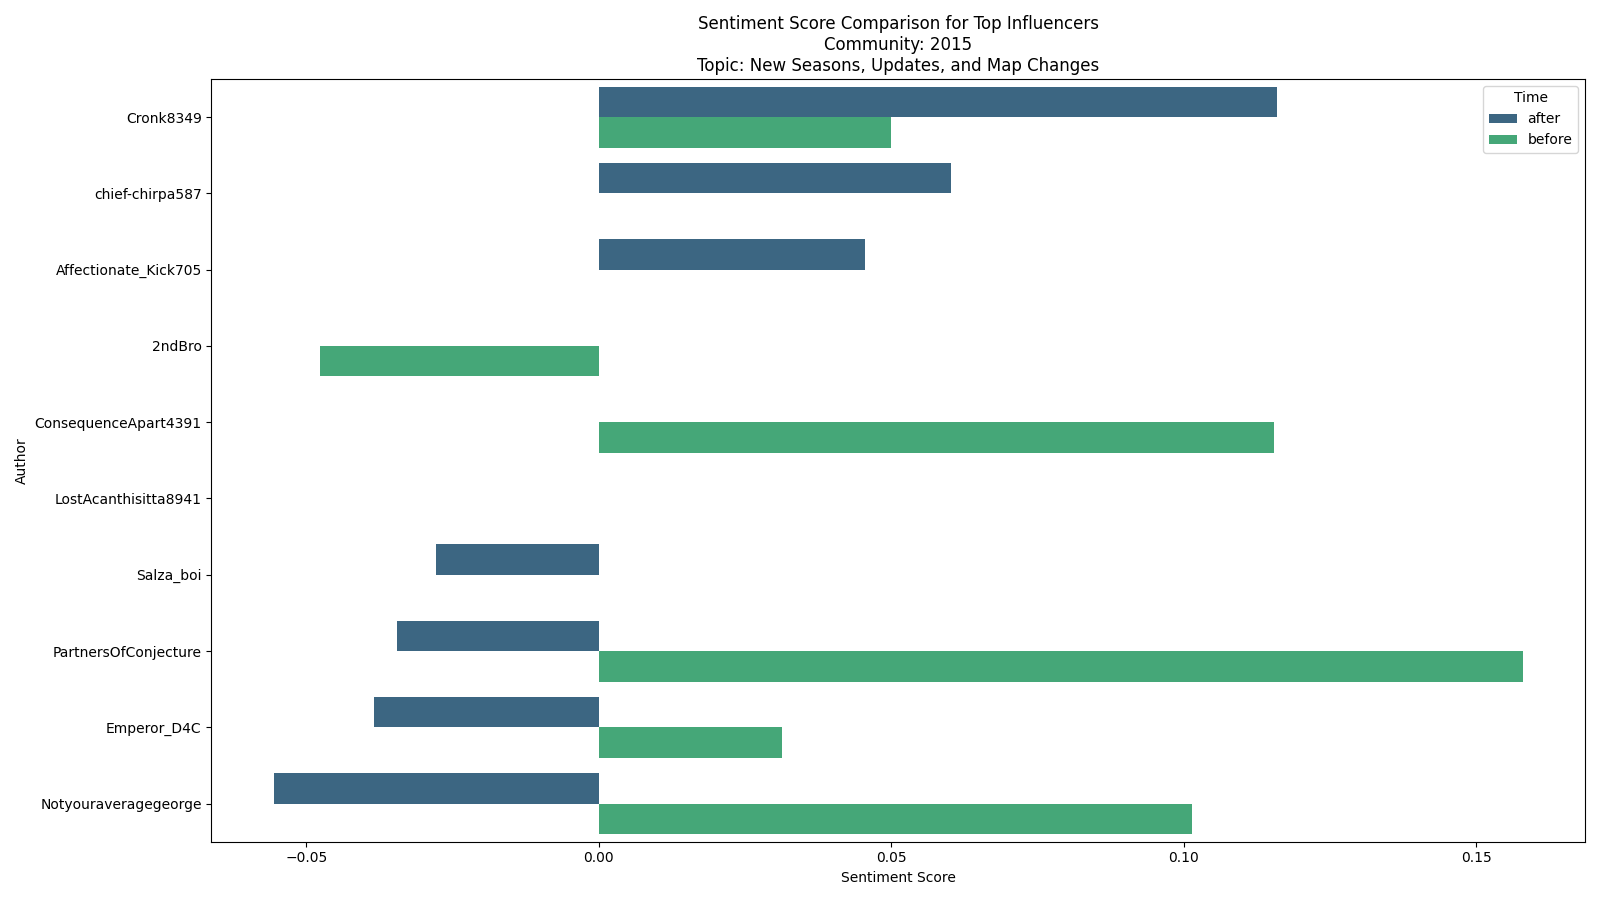 Sentiment Score Comparison for Top Influencers
Community: 2015
Topic: New Seasons, Updates, and Map Changes
Time
after
before
Author
Cronk8349
chief-chirpa587
Affectionate_Kick705
2ndBro
ConsequenceApart4391
LostAcanthisitta8941
Salza_boi
PartnersOfConjecture
Emperor_D4C
Notyouraveragegeorge
−0.05 0.00 0.05 0.10 0.15
Sentiment Score